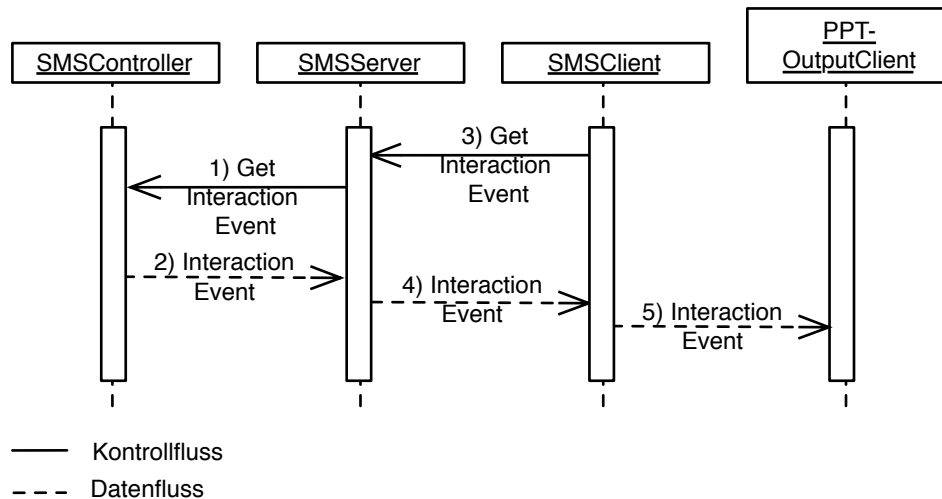 SMSController
SMSServer
SMSClient
PPT-
OutputClient
3) Get
Interaction
Event
1) Get
Interaction
Event
2) Interaction
Event
4) Interaction
Event
5) Interaction
Event
Kontrollfluss
Datenfluss